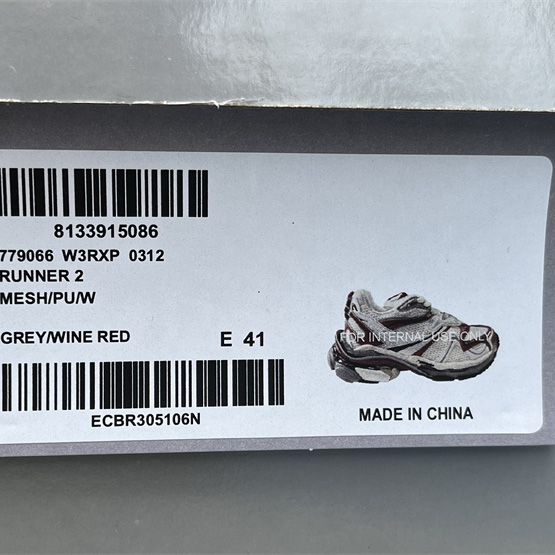 8133915086
779066 W3RXP 0312
RUNNER 2
MESH/PU/W
GREY/WINE RED
E 41
FOR INTERNAL USE ONLY
ECBR305106N
MADE IN CHINA